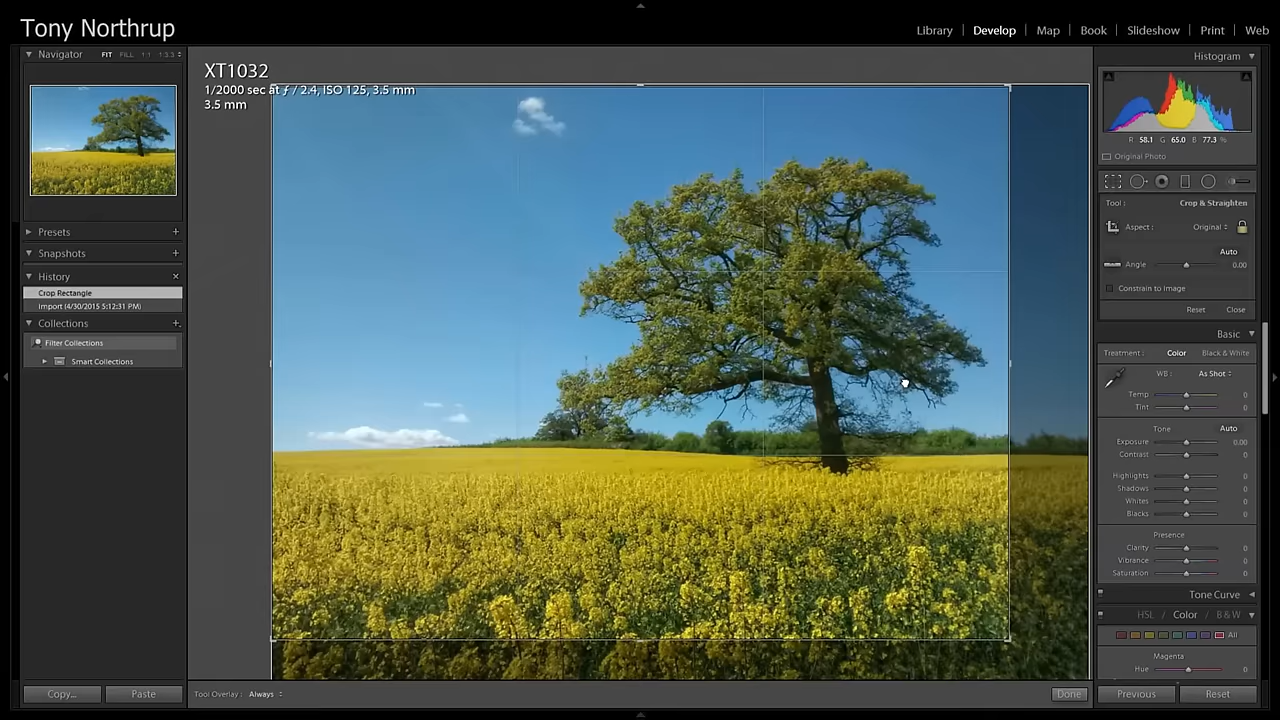 Tony Northrup
Library | Develop | Map | Book | Slideshow | Print | Web
Navigator FIT FILL 1:1 1:3
Histogram
XT1032
1/2000 sec at ƒ / 2.4, ISO 125, 3.5 mm
3.5 mm
R 58.1 G 65.0 B 77.3 %
Original Photo
Tool : Crop & Straighten
Aspect : Original
Auto
Angle 0.00
Constrain to Image
Reset Close
Presets +
Snapshots +
History ×
Crop Rectangle
Import (4/30/2015 5:12:31 PM)
Collections +
Filter Collections
Smart Collections
Basic
Treatment : Color Black & White
WB : As Shot
Temp 0
Tint 0
Tone Auto
Exposure 0.00
Contrast 0
Highlights 0
Shadows 0
Whites 0
Blacks 0
Presence
Clarity 0
Vibrance 0
Saturation 0
Tone Curve
HSL / Color / B & W
All
Magenta
Hue 0
Copy... Paste
Tool Overlay : Always
Done
Previous Reset